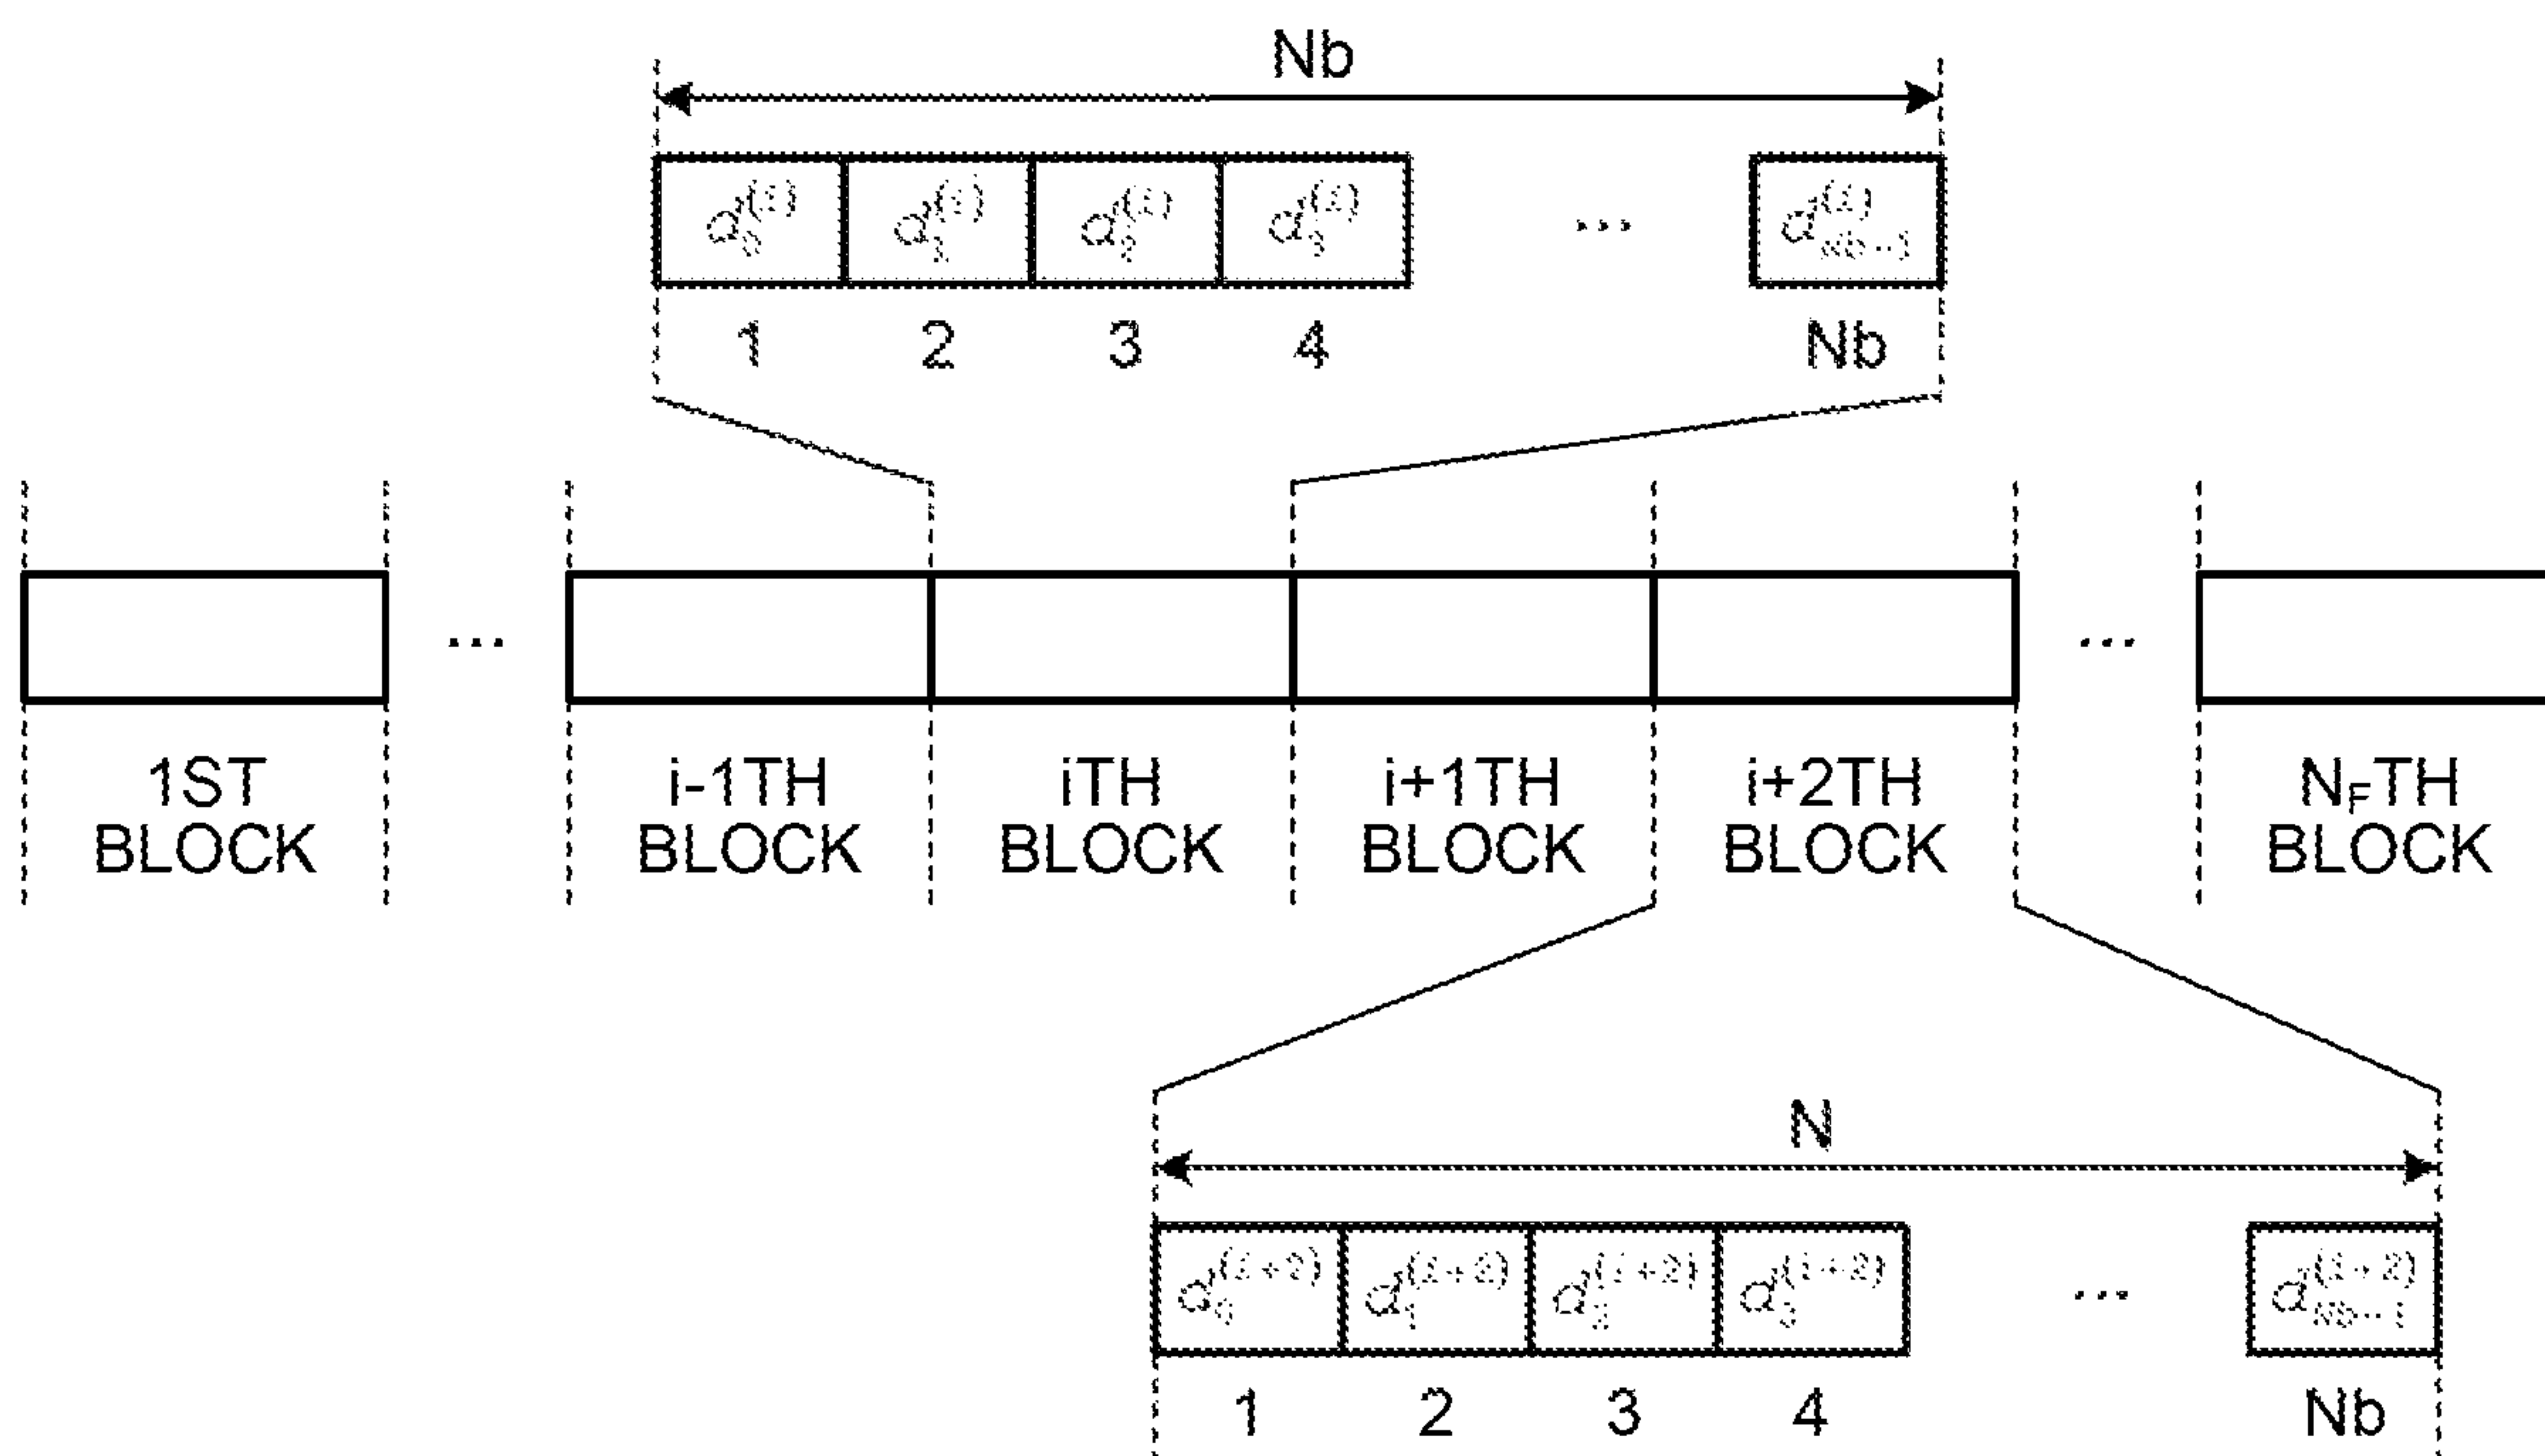 Nb
... 
1 2 3 4 Nb
... ...
1ST BLOCK
i-1TH BLOCK
iTH BLOCK
i+1TH BLOCK
i+2TH BLOCK
N_FTH BLOCK
N
...
1 2 3 4 Nb